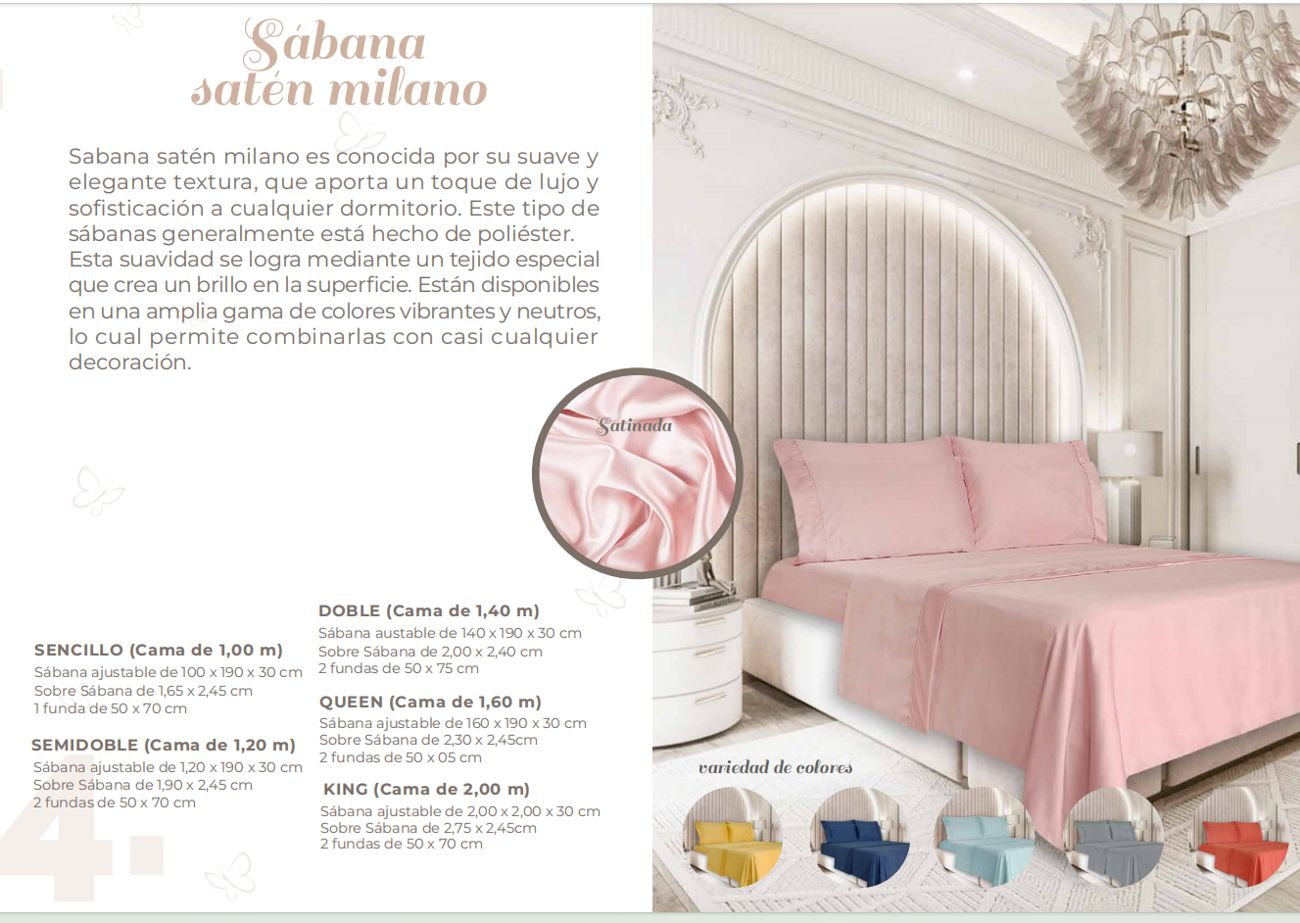 Sábana
satén milano
Sabana satén milano es conocida por su suave y
elegante textura, que aporta un toque de lujo y
sofisticación a cualquier dormitorio. Este tipo de
sábanas generalmente está hecho de poliéster.
Esta suavidad se logra mediante un tejido especial
que crea un brillo en la superficie. Están disponibles
en una amplia gama de colores vibrantes y neutros,
lo cual permite combinarlas con casi cualquier
decoración.
Satinada
SENCILLO (Cama de 1,00 m)
Sábana ajustable de 100 x 190 x 30 cm
Sobre Sábana de 1,65 x 2,45 cm
1 funda de 50 x 70 cm
SEMIDOBLE (Cama de 1,20 m)
Sábana ajustable de 1,20 x 190 x 30 cm
Sobre Sábana de 1,90 x 2,45 cm
2 fundas de 50 x 70 cm
DOBLE (Cama de 1,40 m)
Sábana austable de 140 x 190 x 30 cm
Sobre Sábana de 2,00 x 2,40 cm
2 fundas de 50 x 75 cm
QUEEN (Cama de 1,60 m)
Sábana ajustable de 160 x 190 x 30 cm
Sobre Sábana de 2,30 x 2,45cm
2 fundas de 50 x 05 cm
KING (Cama de 2,00 m)
Sábana ajustable de 2,00 x 2,00 x 30 cm
Sobre Sábana de 2,75 x 2,45cm
2 fundas de 50 x 70 cm
variedad de colores
4.